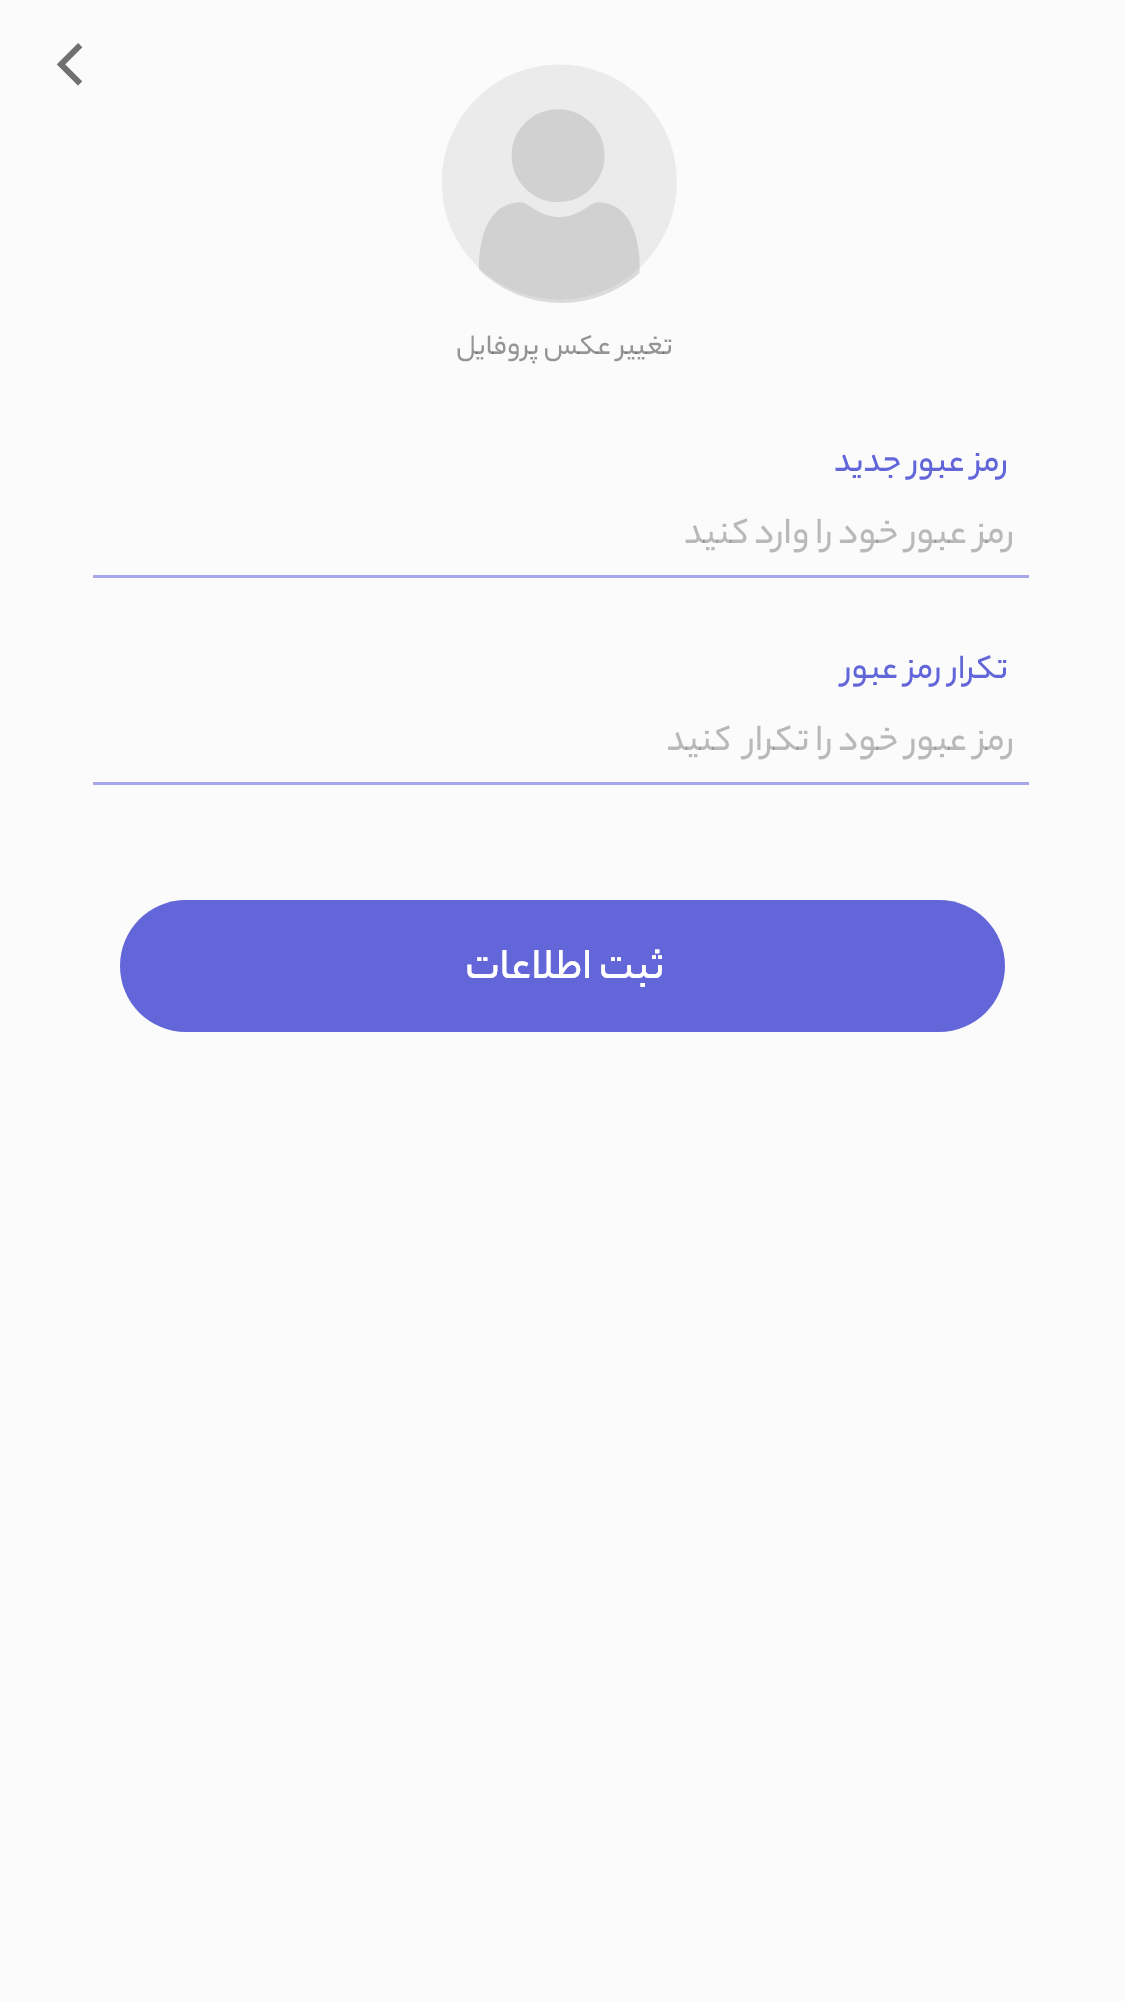 تغییر عکس پروفایل
رمز عبور جدید
رمز عبور خود را وارد کنید
تکرار رمز عبور
رمز عبور خود را تکرار کنید
ثبت اطلاعات